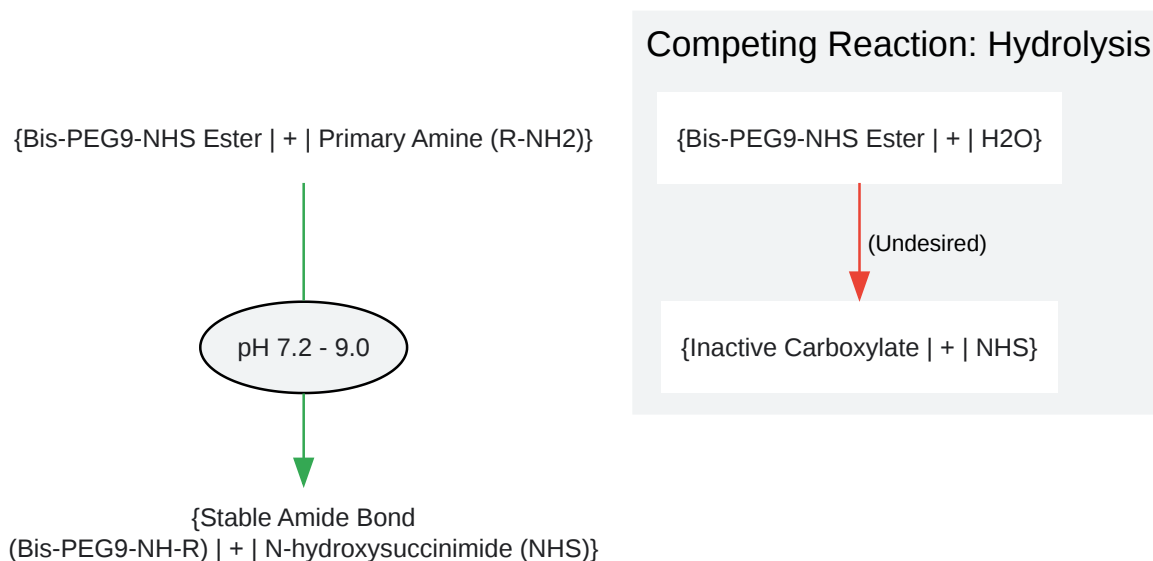 Competing Reaction: Hydrolysis
{Bis-PEG9-NHS Ester | + | Primary Amine (R-NH2)}
{Bis-PEG9-NHS Ester | + | H2O}
(Undesired)
pH 7.2 - 9.0
{Inactive Carboxylate | + | NHS}
{Stable Amide Bond
(Bis-PEG9-NH-R) | + | N-hydroxysuccinimide (NHS)}